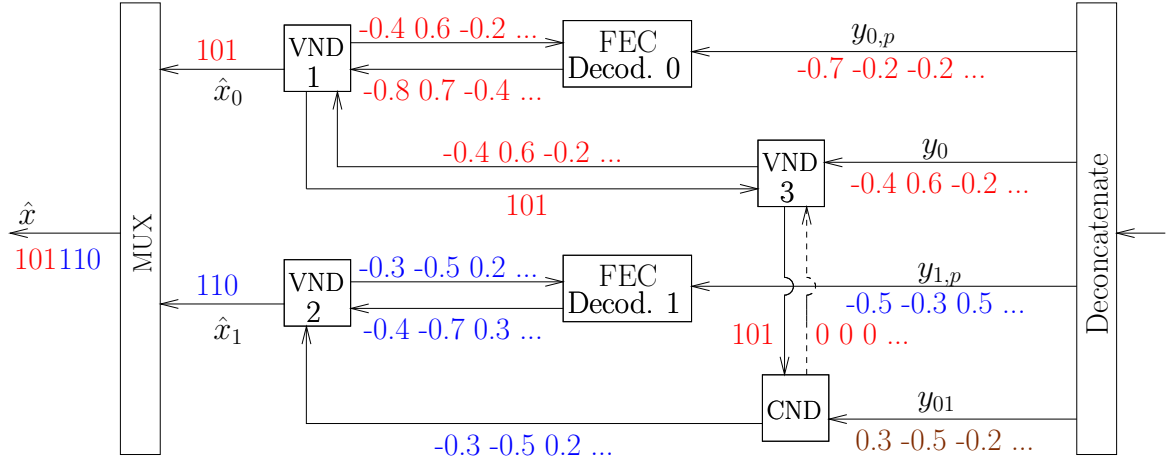 -0.4 0.6 -0.2 ...
FEC
Decod. 0
y0,p
-0.7 -0.2 -0.2 ...
101
x̂0
VND
1
-0.8 0.7 -0.4 ...
-0.4 0.6 -0.2 ...
101
VND
3
y0
-0.4 0.6 -0.2 ...
Deconcatenate
x̂
101110
MUX
110
x̂1
VND
2
-0.3 -0.5 0.2 ...
-0.4 -0.7 0.3 ...
FEC
Decod. 1
y1,p
-0.5 -0.3 0.5 ...
101
0 0 0 ...
CND
y01
0.3 -0.5 -0.2 ...
-0.3 -0.5 0.2 ...